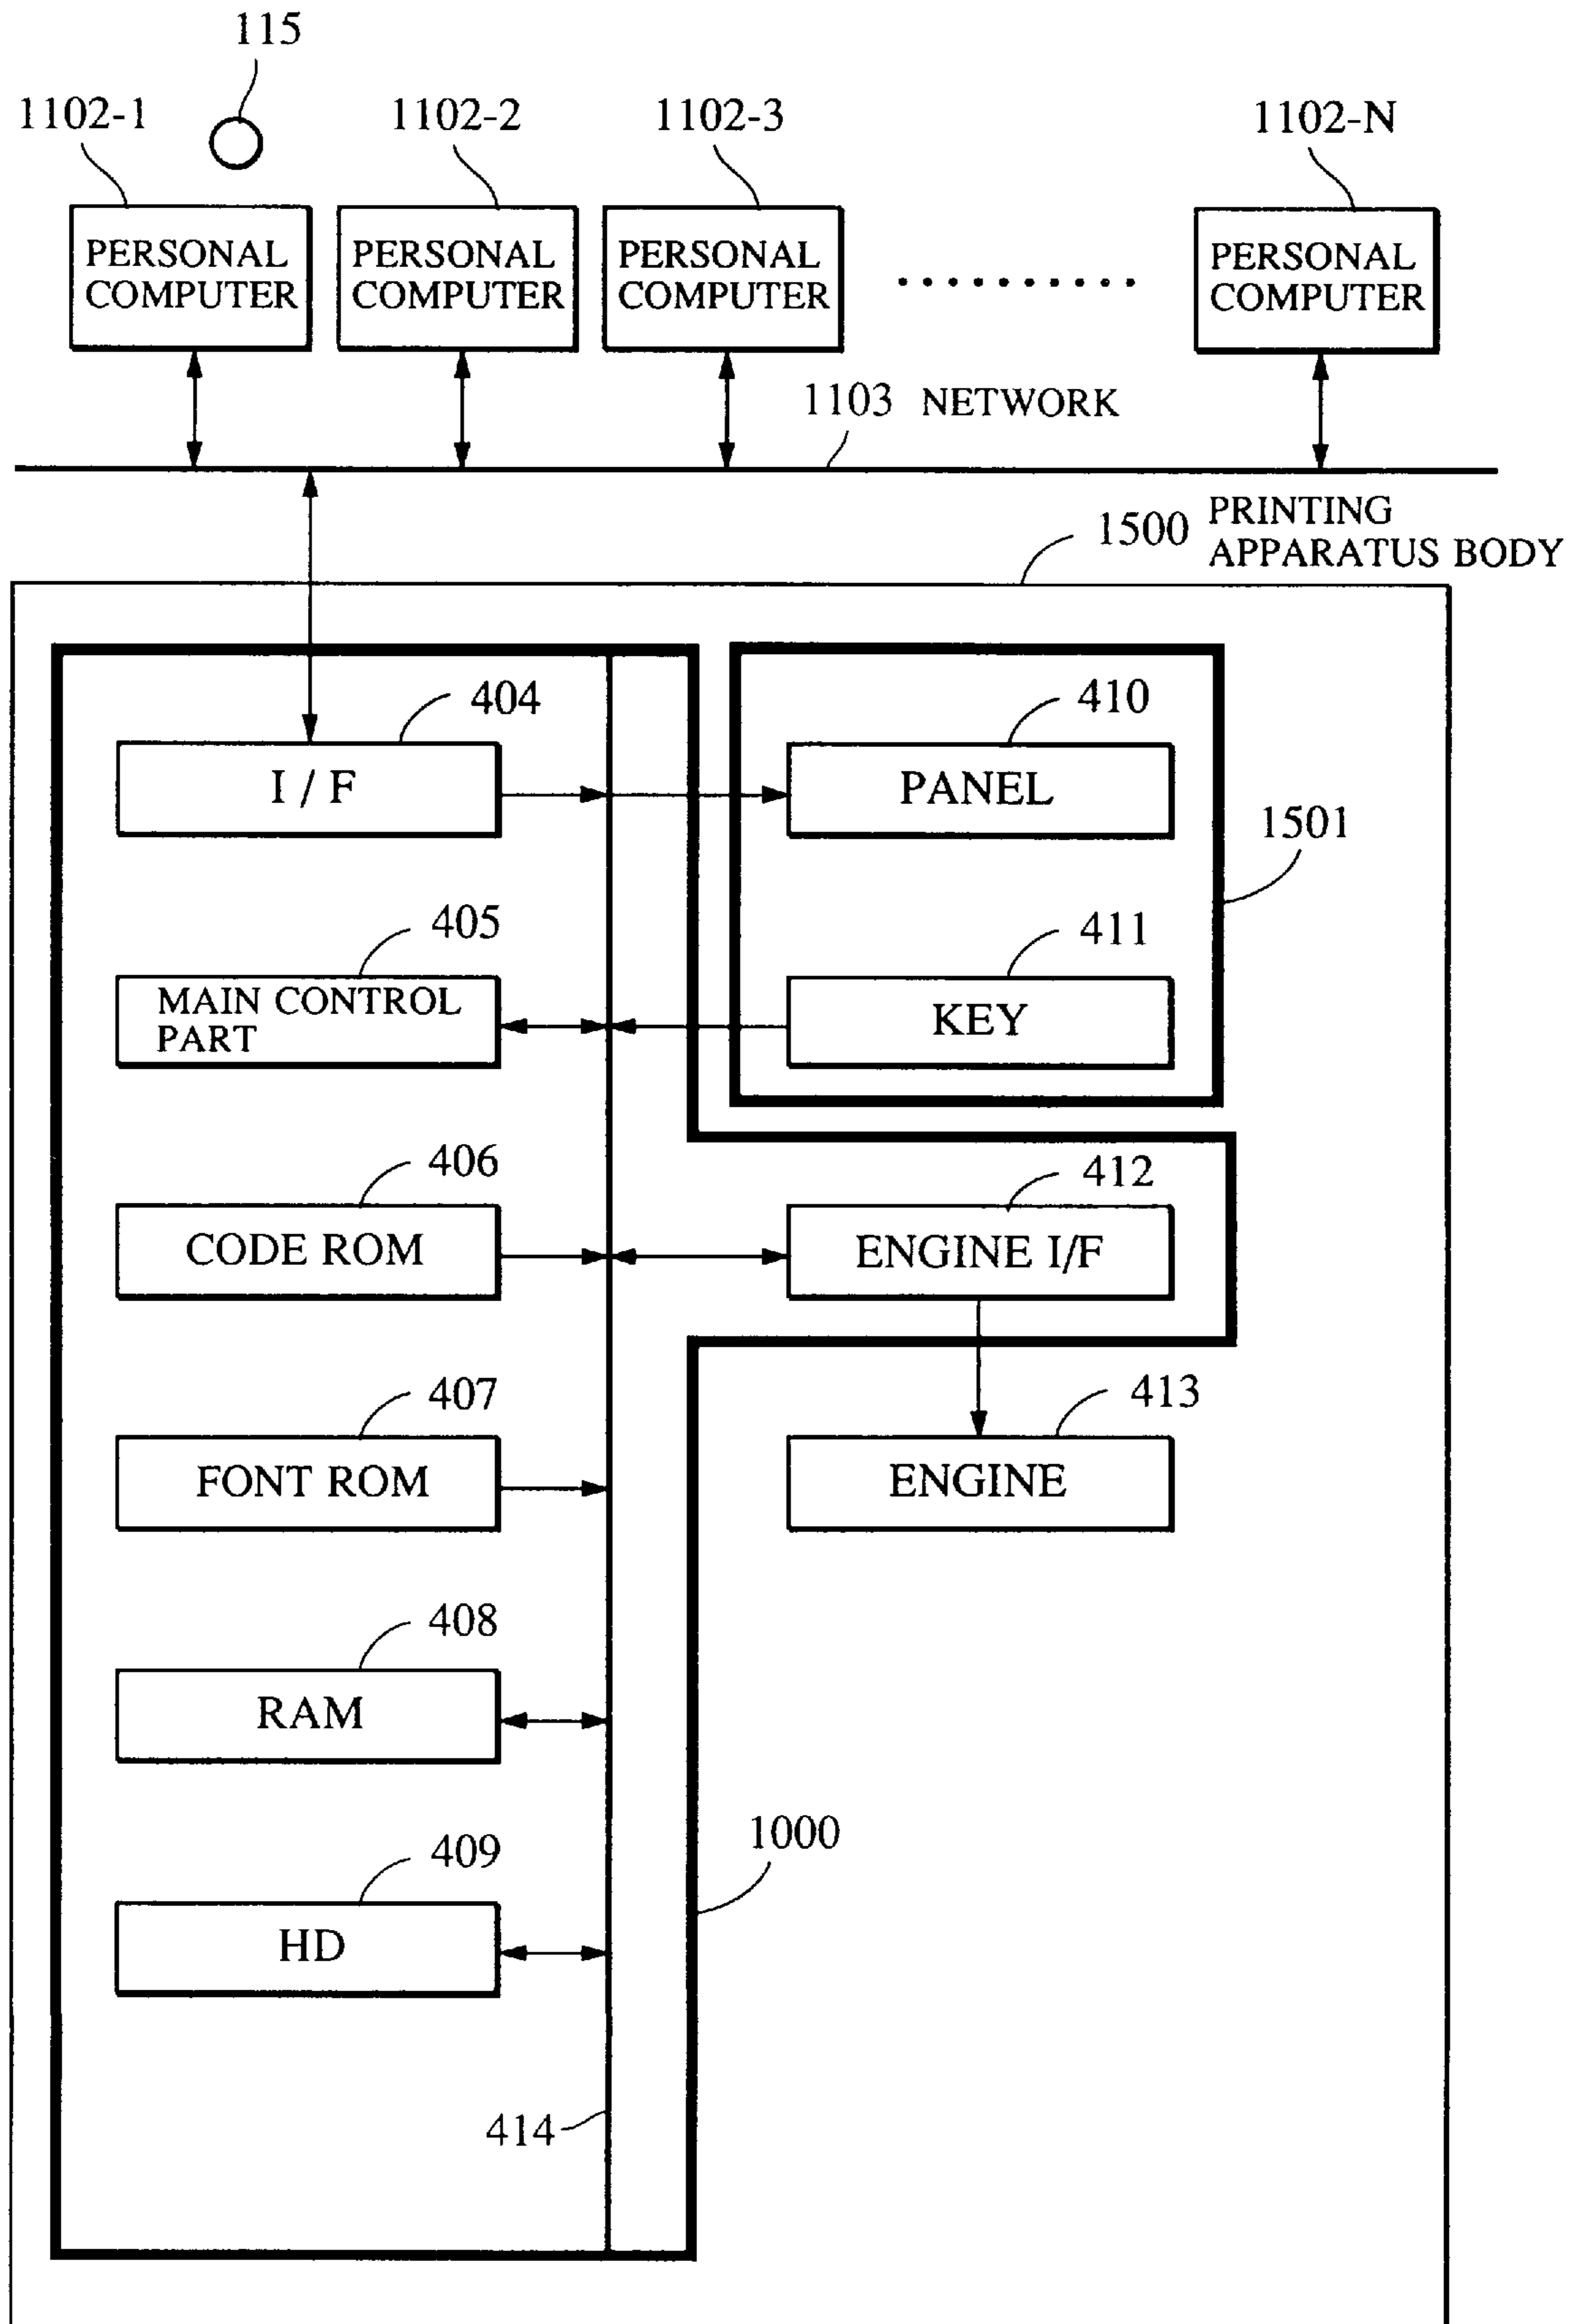 115
1102-1
1102-2
1102-3
1102-N
PERSONAL
COMPUTER
PERSONAL
COMPUTER
PERSONAL
COMPUTER
..........
PERSONAL
COMPUTER
1103 NETWORK
1500 PRINTING
APPARATUS BODY
404
I / F
410
PANEL
1501
405
MAIN CONTROL
PART
411
KEY
406
CODE ROM
412
ENGINE I/F
407
FONT ROM
413
ENGINE
408
RAM
1000
409
HD
414